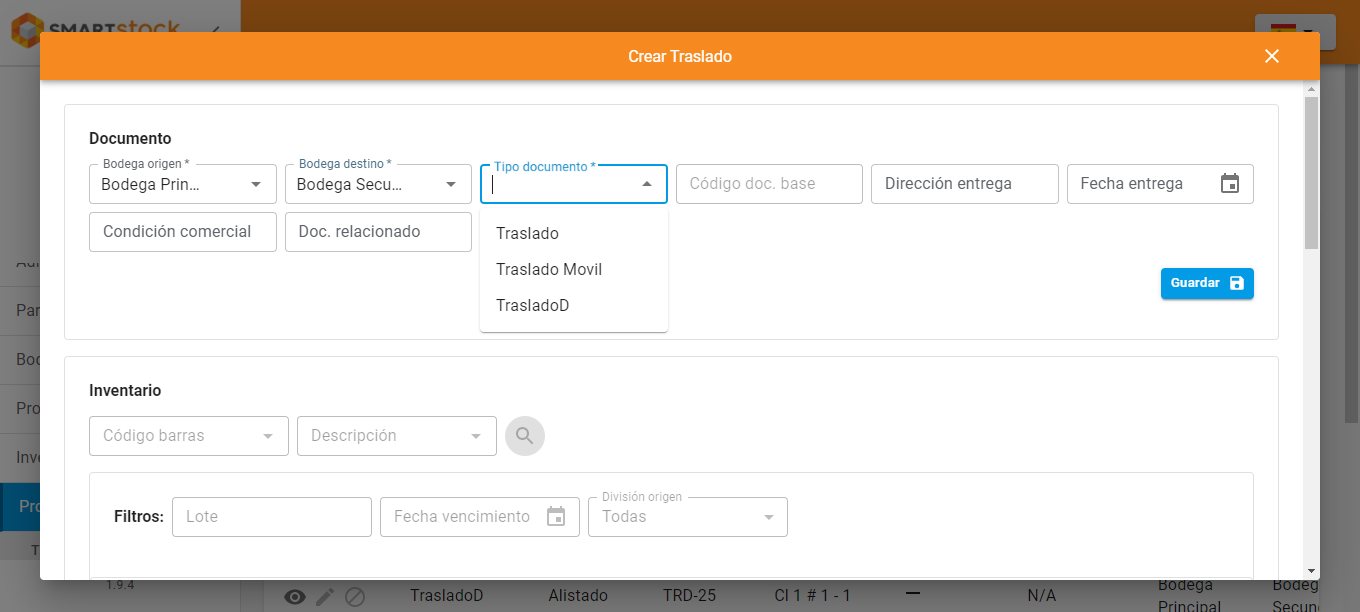 SMARTstock
Crear Traslado
Documento
Bodega origen *
Bodega Prin...
Bodega destino *
Bodega Secu...
Tipo documento *
Código doc. base
Dirección entrega
Fecha entrega
Condición comercial
Doc. relacionado
Traslado
Traslado Movil
TrasladoD
Guardar
Inventario
Código barras
Descripción
Filtros:
Lote
Fecha vencimiento
División origen
Todas
Par
Bod
Pro
Inve
Pro
T
1.9.4
TrasladoD
Alistado
TRD-25
Cl 1 # 1 - 1
N/A
Bodega
Principal
Bodeg
Secun